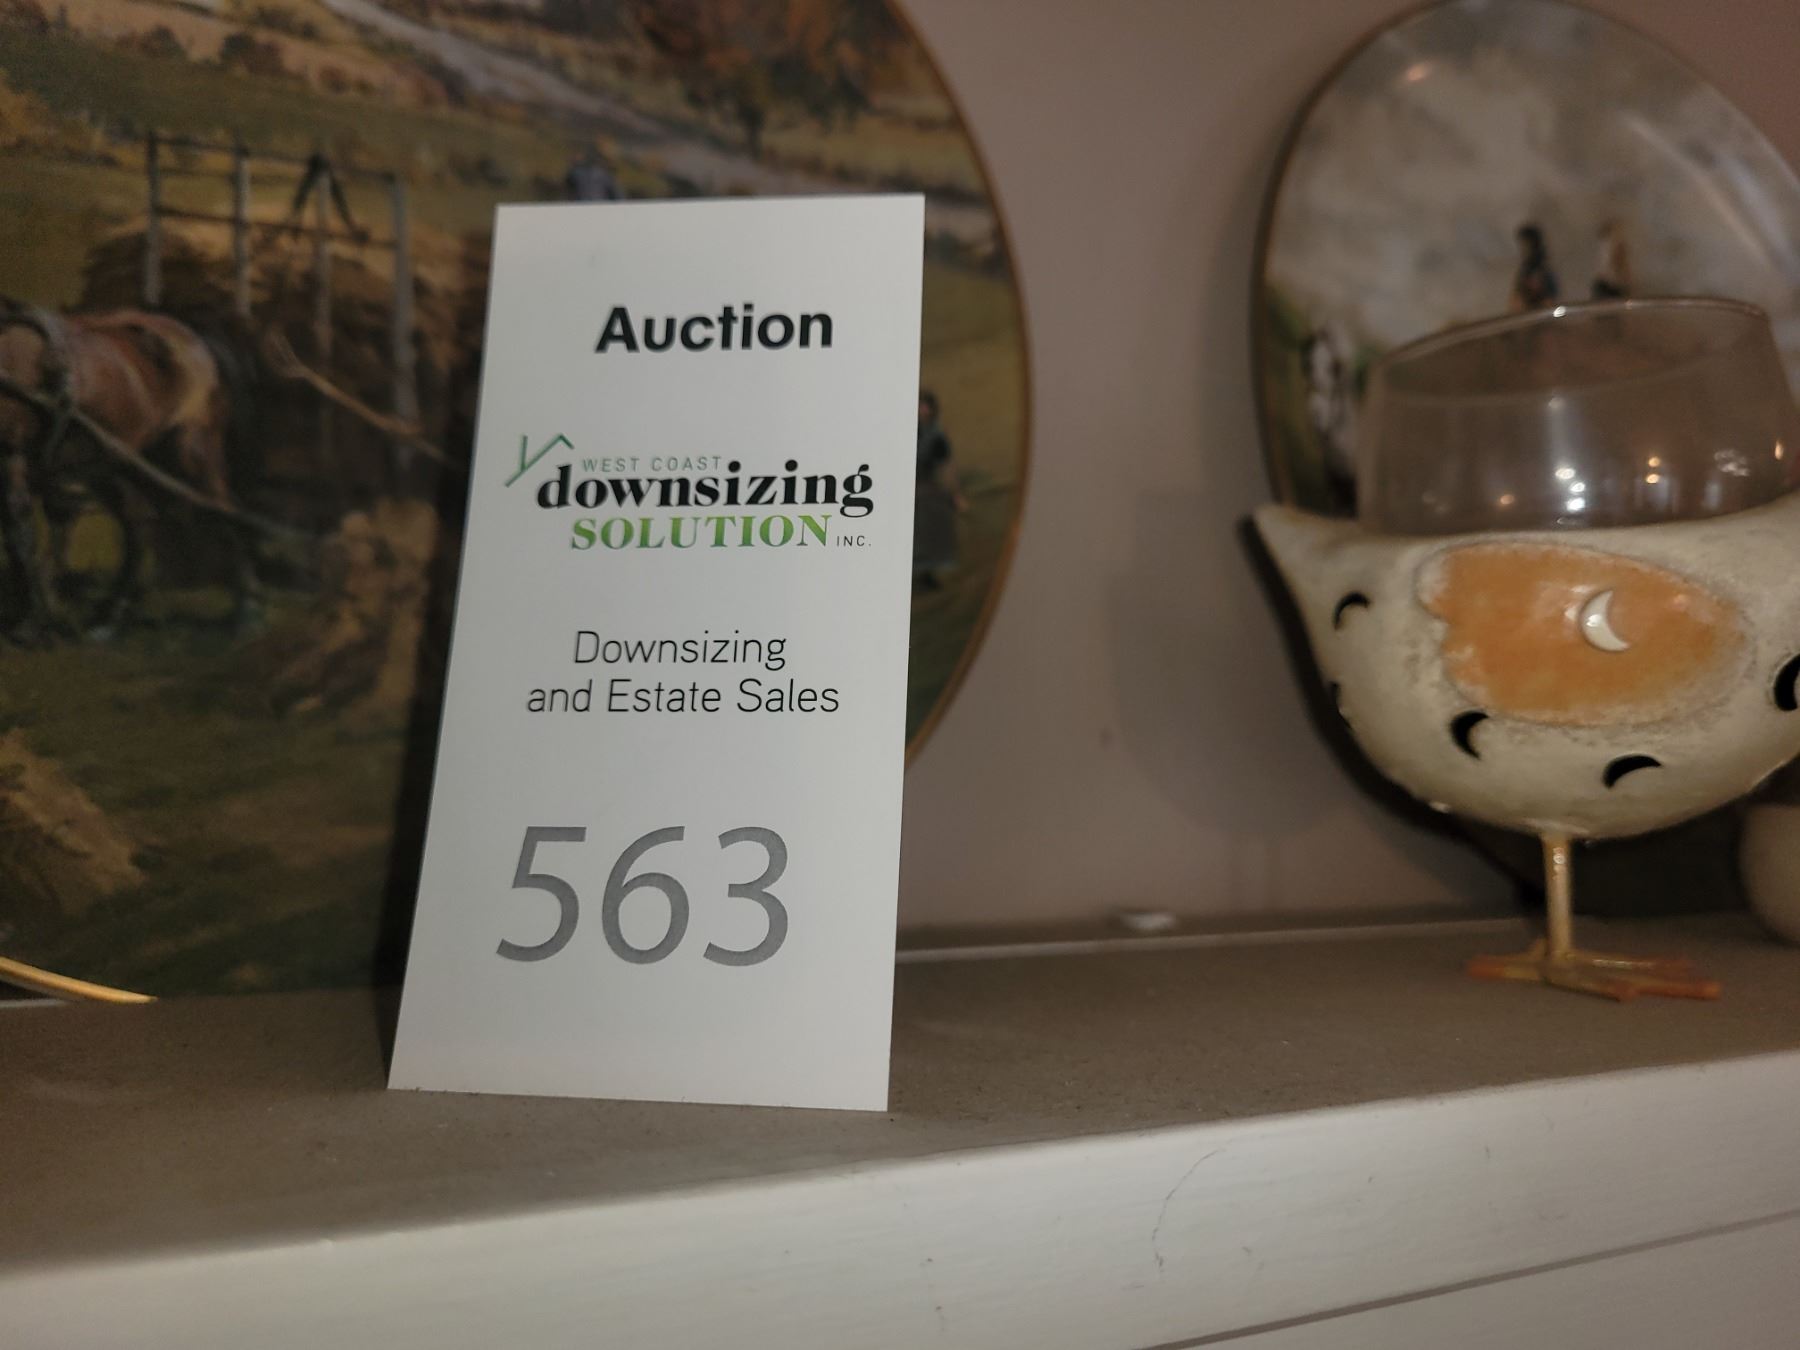 Auction
WEST COAST
downsizing
SOLUTION INC.
Downsizing
and Estate Sales
563